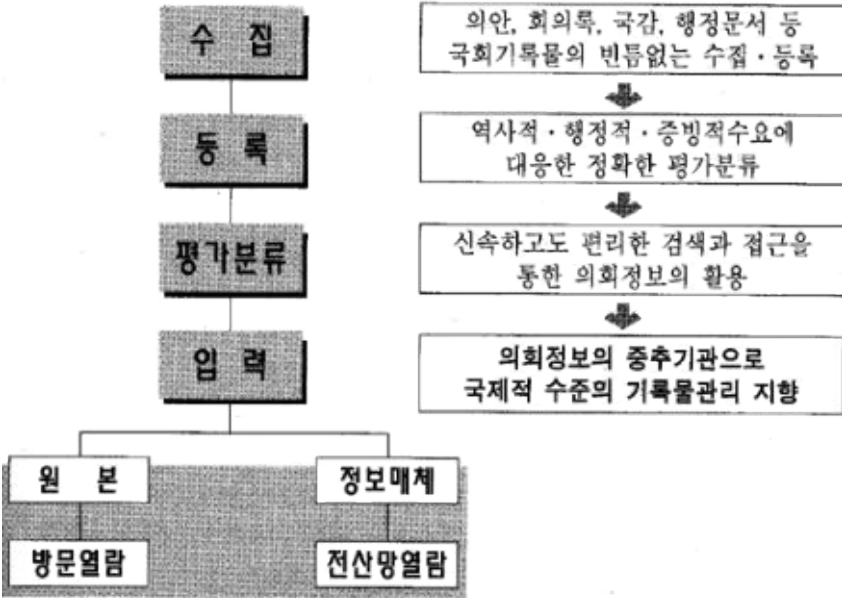 수 집
등 록
평가분류
입 력
원 본
정보매체
방문열람
전산망열람
의안, 회의록, 국감, 행정문서 등
국회기록물의 빈틈없는 수집·등록
역사적·행정적·증빙적수요에
대응한 정확한 평가분류
신속하고도 편리한 검색과 접근을
통한 의회정보의 활용
의회정보의 중추기관으로
국제적 수준의 기록물관리 지향